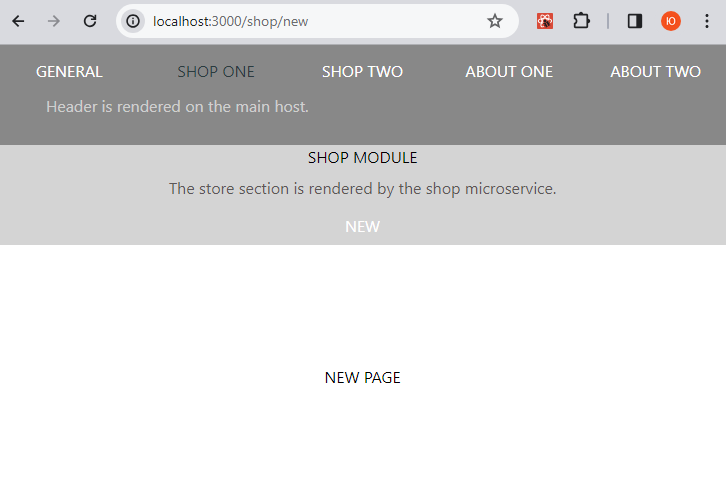 localhost:3000/shop/new
Ю
GENERAL SHOP ONE SHOP TWO ABOUT ONE ABOUT TWO
Header is rendered on the main host.
SHOP MODULE
The store section is rendered by the shop microservice.
NEW
NEW PAGE